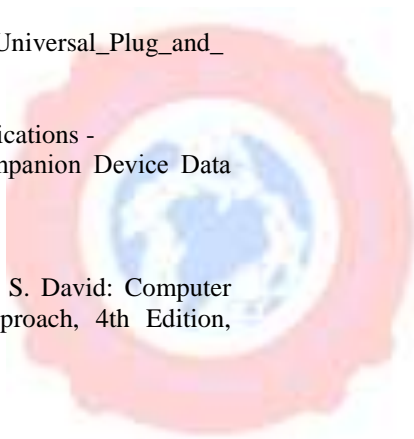 Universal_Plug_and_
ications -
mpanion Device Data
S. David: Computer
proach, 4th Edition,